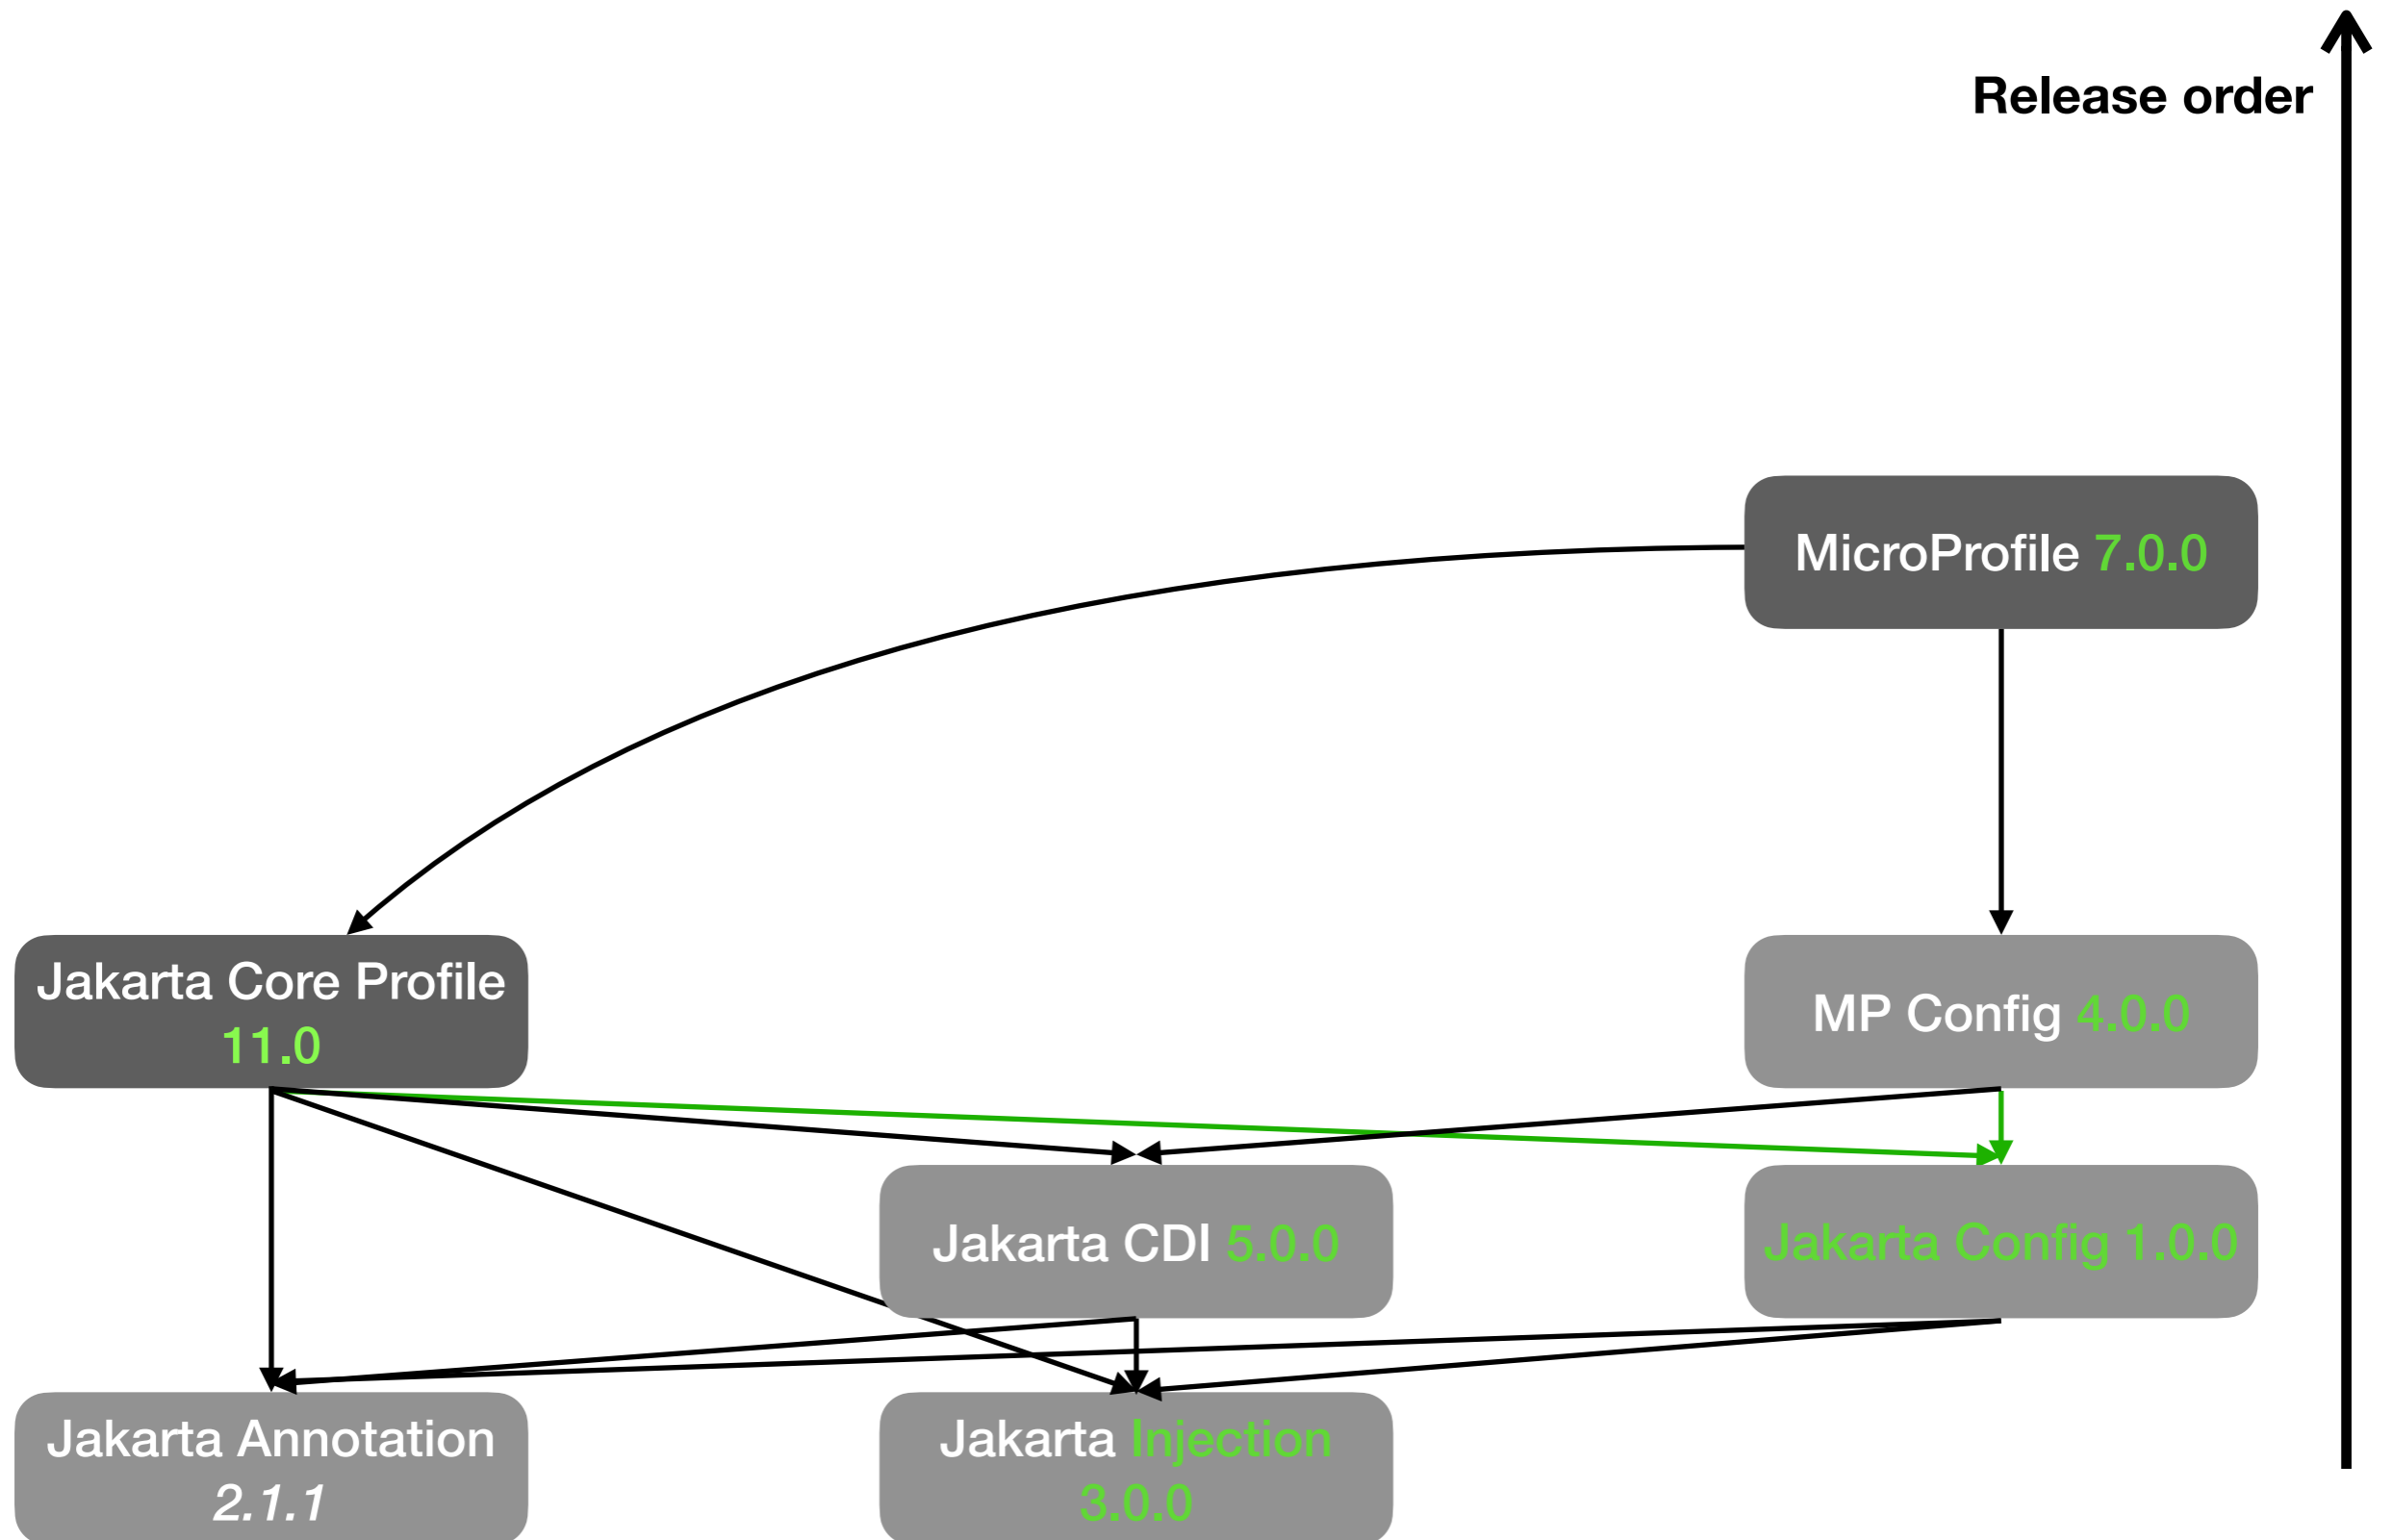 Release order
MicroProfile 7.0.0
Jakarta Core Profile
11.0
MP Config 4.0.0
Jakarta CDI 5.0.0
Jakarta Config 1.0.0
Jakarta Annotation
2.1.1
Jakarta Injection
3.0.0